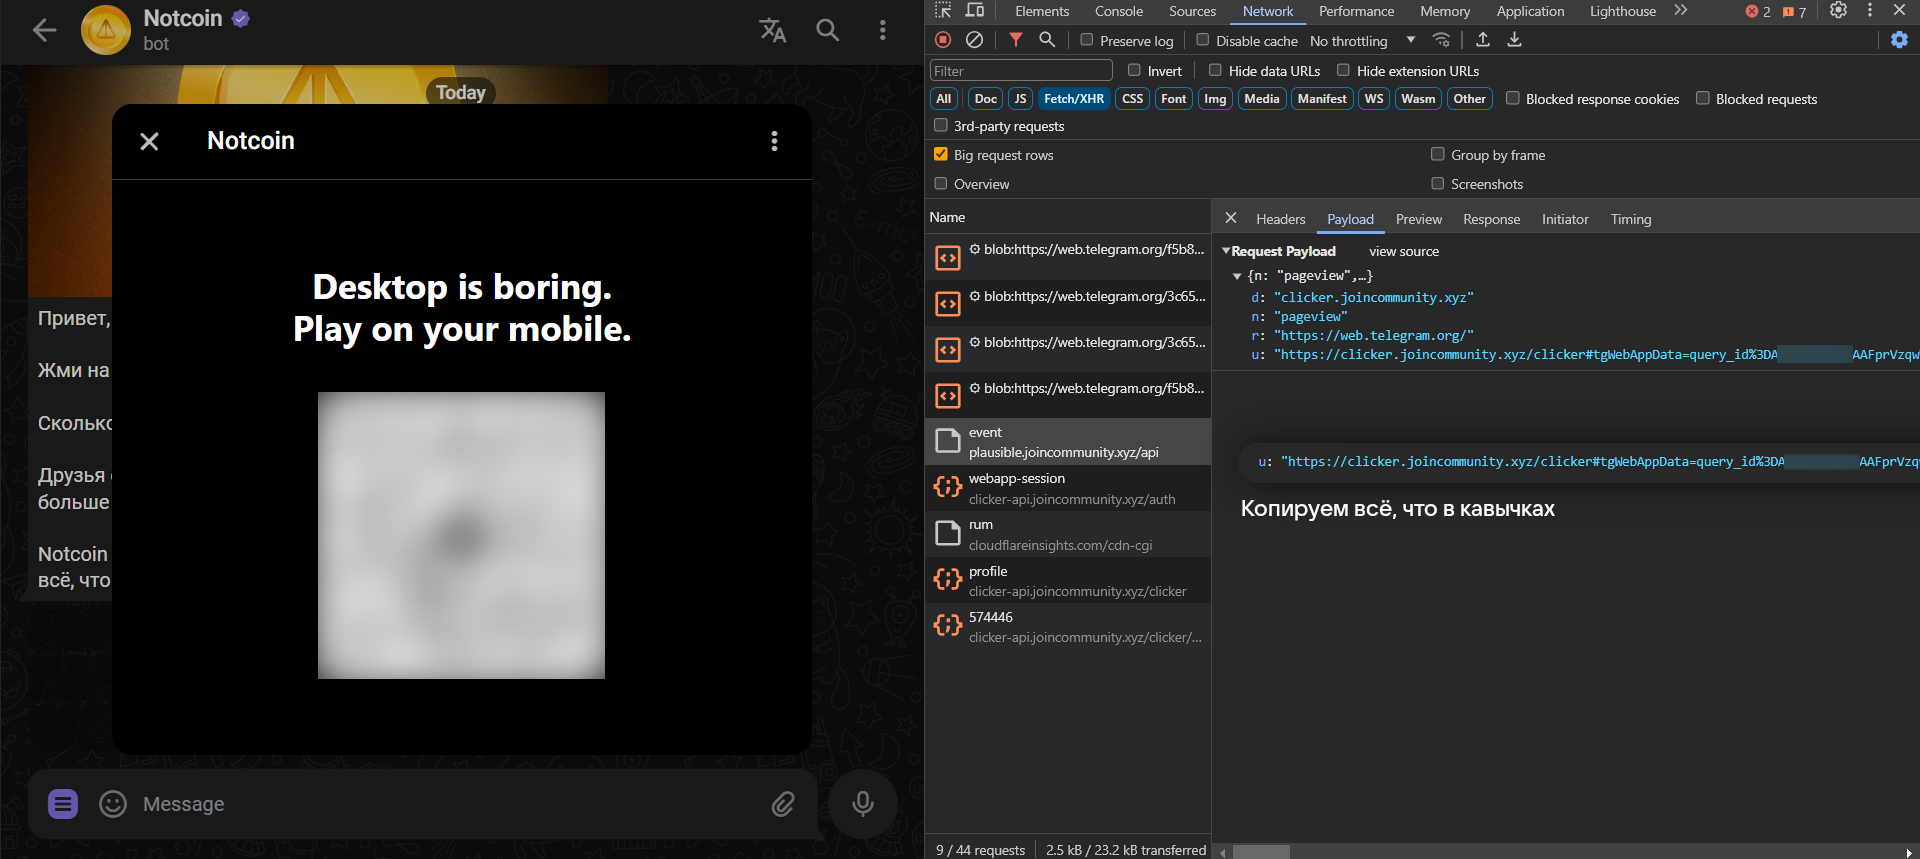 Notcoin
bot
Today
Notcoin
Desktop is boring.
Play on your mobile.
Привет,
Жми на
Сколько
Друзья
больше
Notcoin
всё, что
Message
Elements Console Sources Network Performance Memory Application Lighthouse 2 7
Preserve log Disable cache No throttling
Filter Invert Hide data URLs Hide extension URLs
All Doc JS Fetch/XHR CSS Font Img Media Manifest WS Wasm Other Blocked response cookies Blocked requests
3rd-party requests
Big request rows Group by frame
Overview Screenshots
Name
blob:https://web.telegram.org/f5b8...
blob:https://web.telegram.org/3c65...
blob:https://web.telegram.org/3c65...
blob:https://web.telegram.org/f5b8...
event
plausible.joincommunity.xyz/api
webapp-session
clicker-api.joincommunity.xyz/auth
rum
cloudflareinsights.com/cdn-cgi
profile
clicker-api.joincommunity.xyz/clicker
574446
clicker-api.joincommunity.xyz/clicker/...
9 / 44 requests 2.5 kB / 23.2 kB transferred
Headers Payload Preview Response Initiator Timing
Request Payload view source
{n: "pageview",…}
d: "clicker.joincommunity.xyz"
n: "pageview"
r: "https://web.telegram.org/"
u: "https://clicker.joincommunity.xyz/clicker#tgWebAppData=query_id%3DA AAFprVzqw
u: "https://clicker.joincommunity.xyz/clicker#tgWebAppData=query_id%3DA AAFprVzq
Копируем всё, что в кавычках